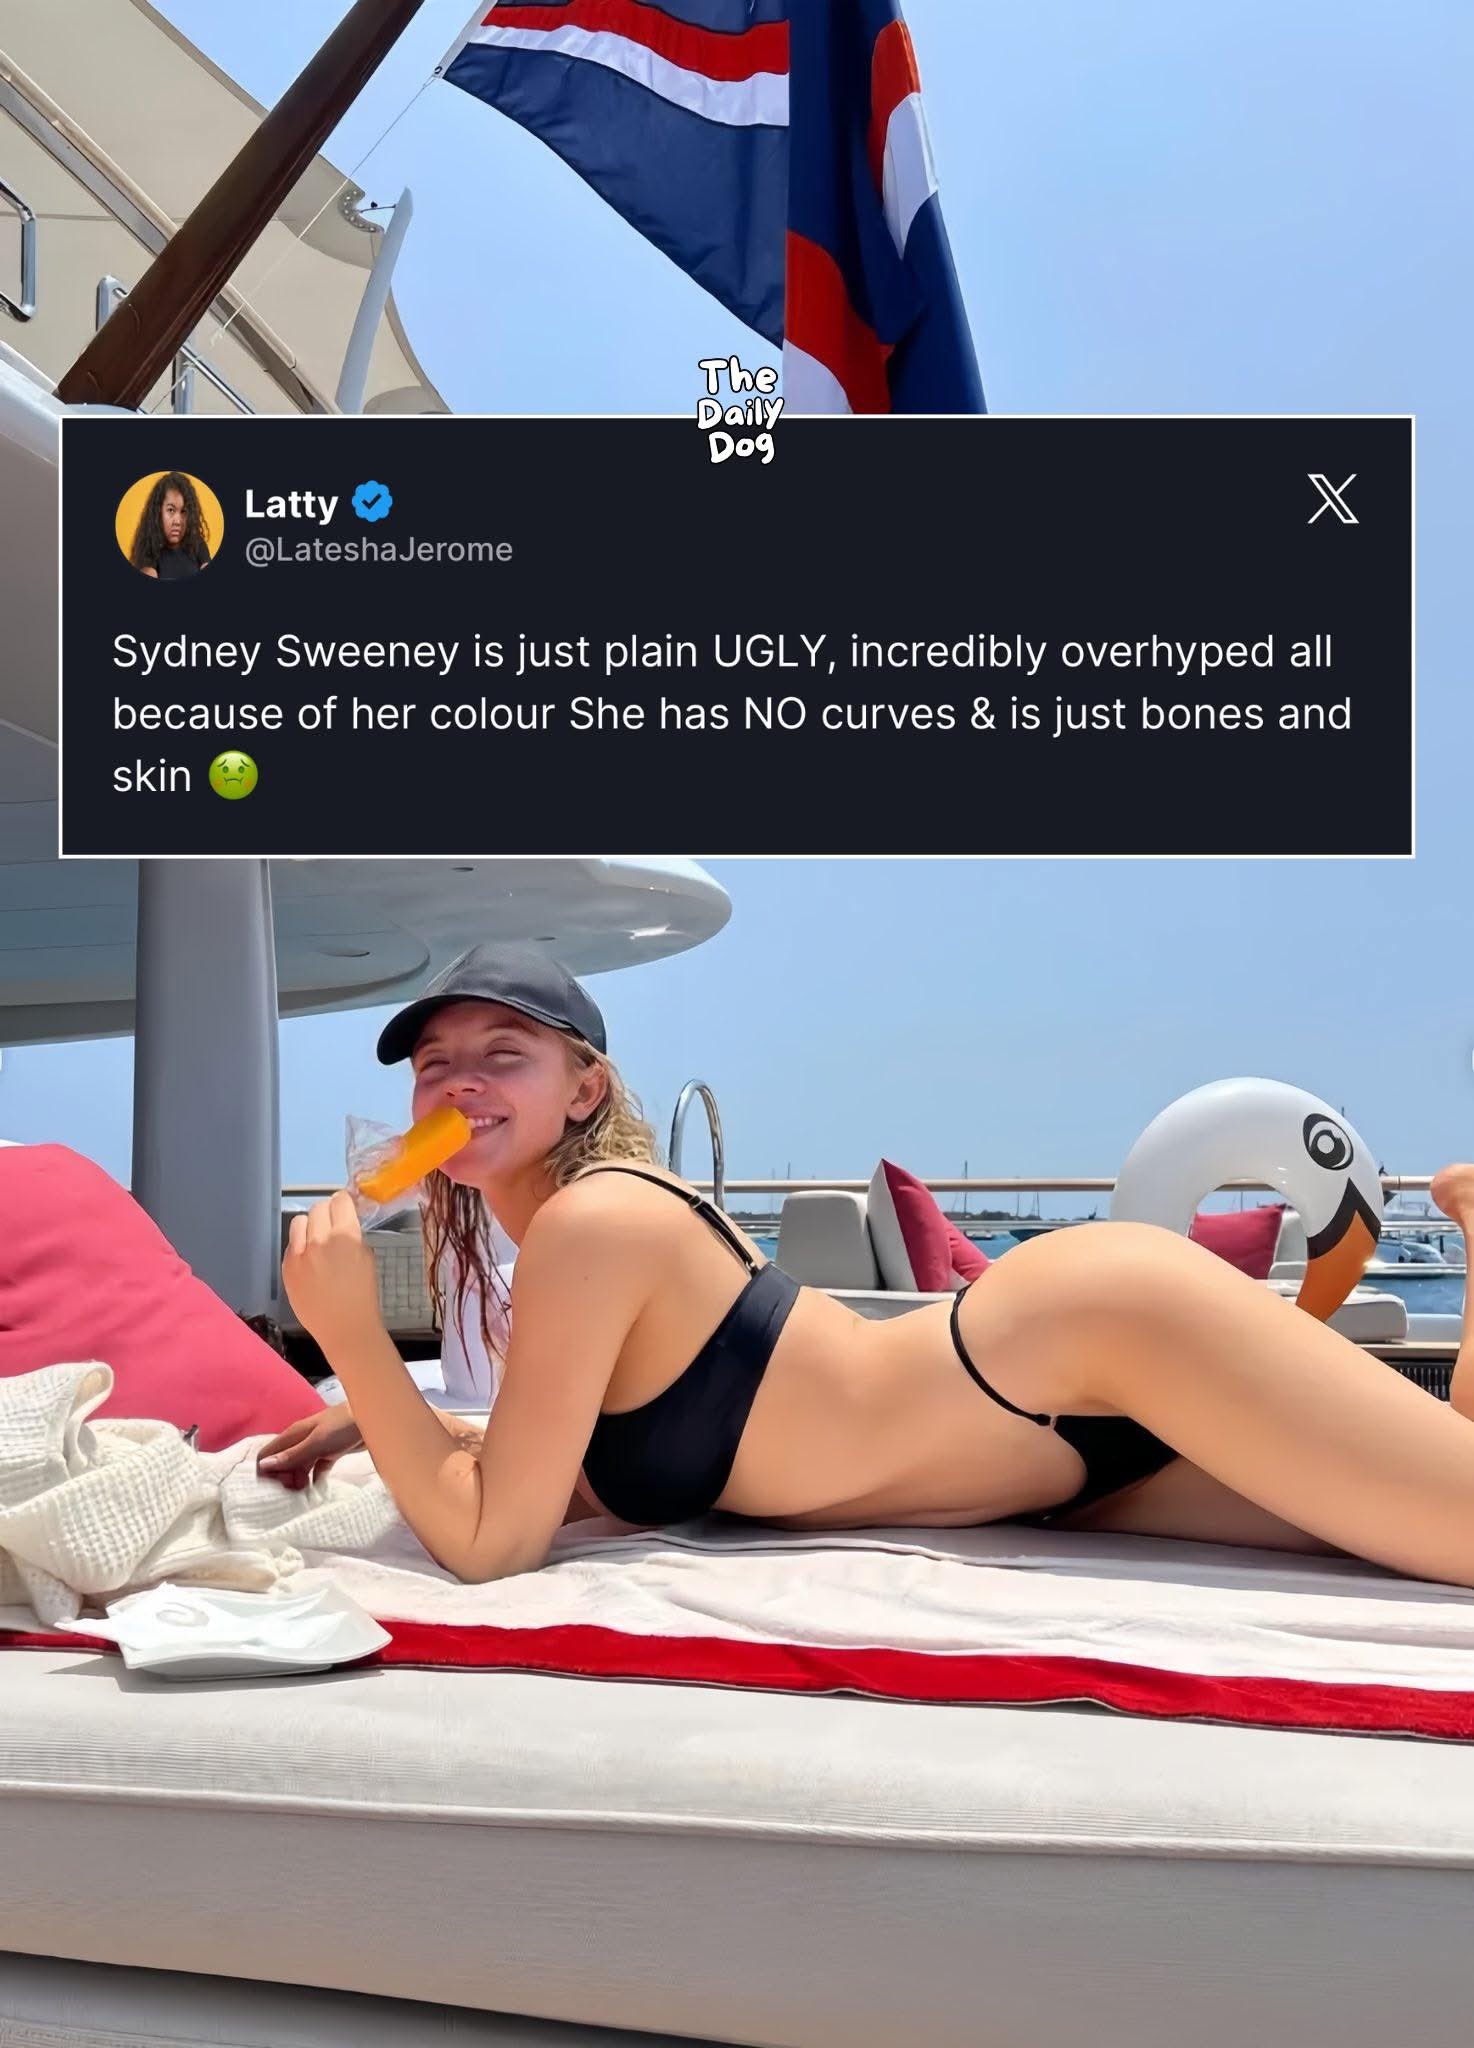 The
Daily
Dog
Latty
@LateshaJerome
Sydney Sweeney is just plain UGLY, incredibly overhyped all
because of her colour She has NO curves & is just bones and
skin 🤢